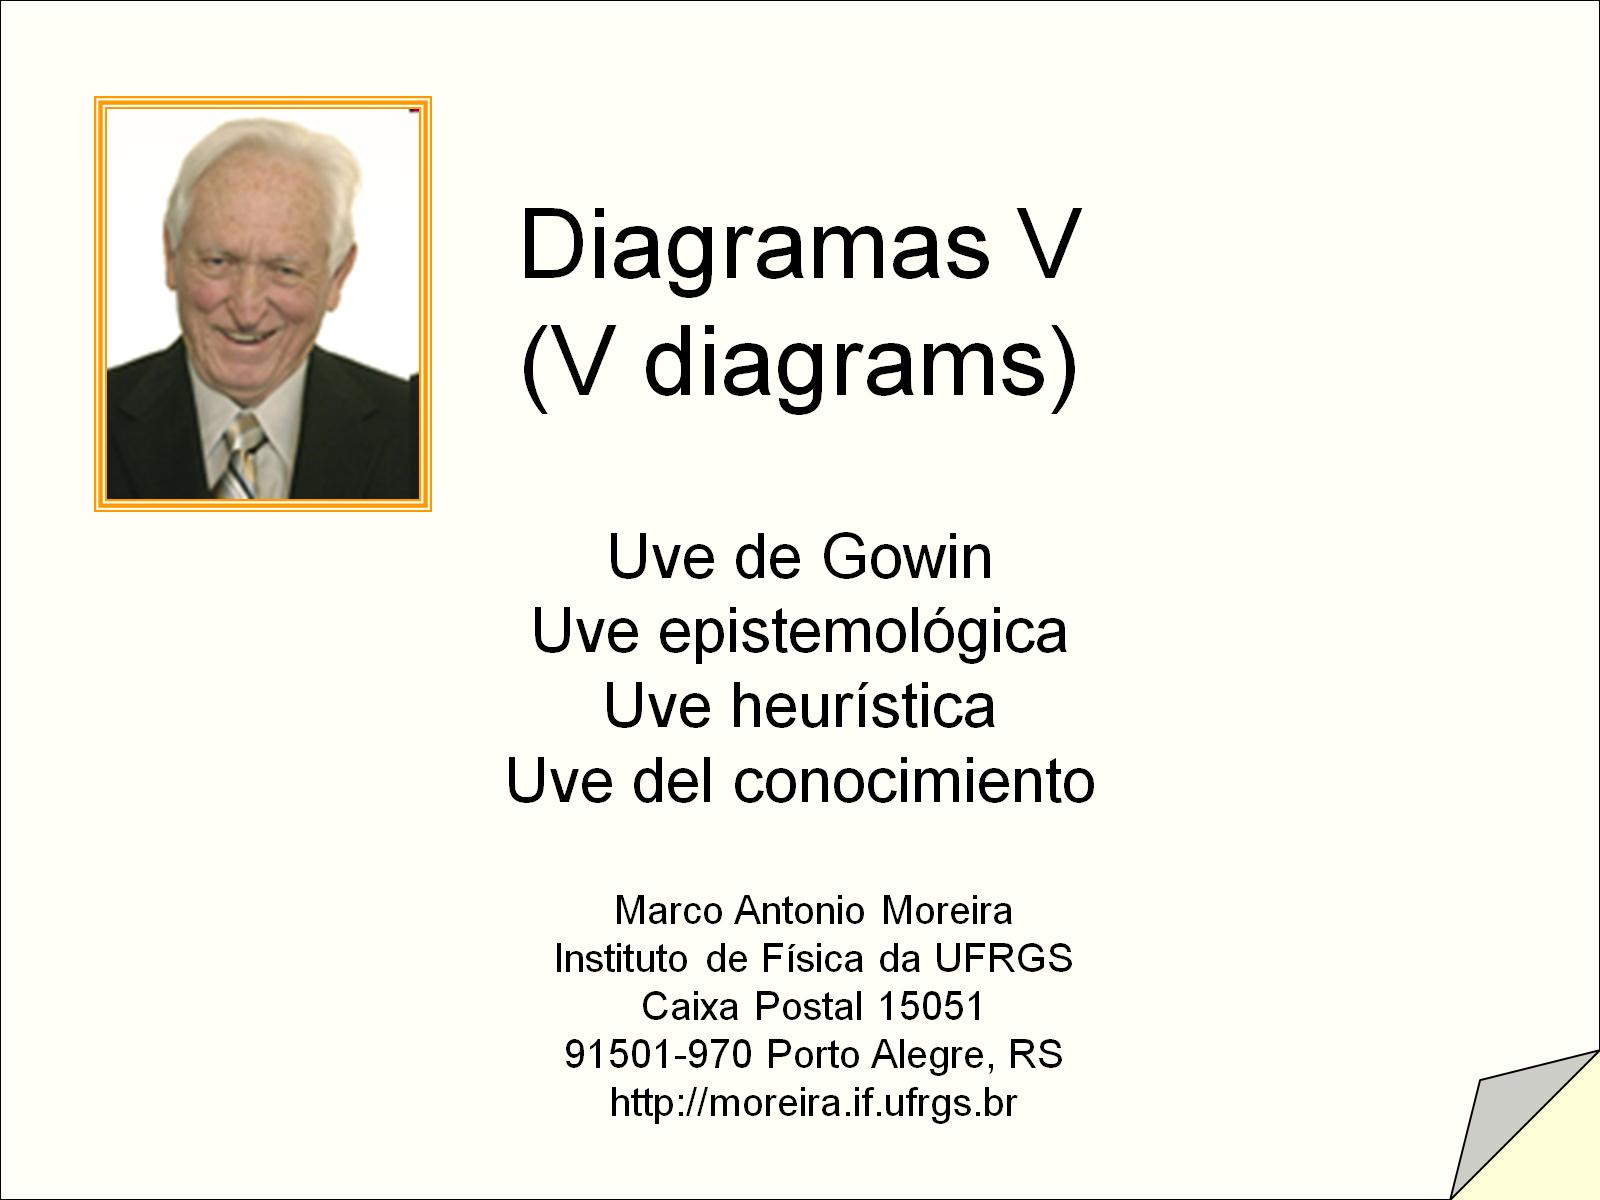 Diagramas V
(V diagrams)
Uve de Gowin
Uve epistemológica
Uve heurística
Uve del conocimiento
Marco Antonio Moreira
Instituto de Física da UFRGS
Caixa Postal 15051
91501-970 Porto Alegre, RS
http://moreira.if.ufrgs.br